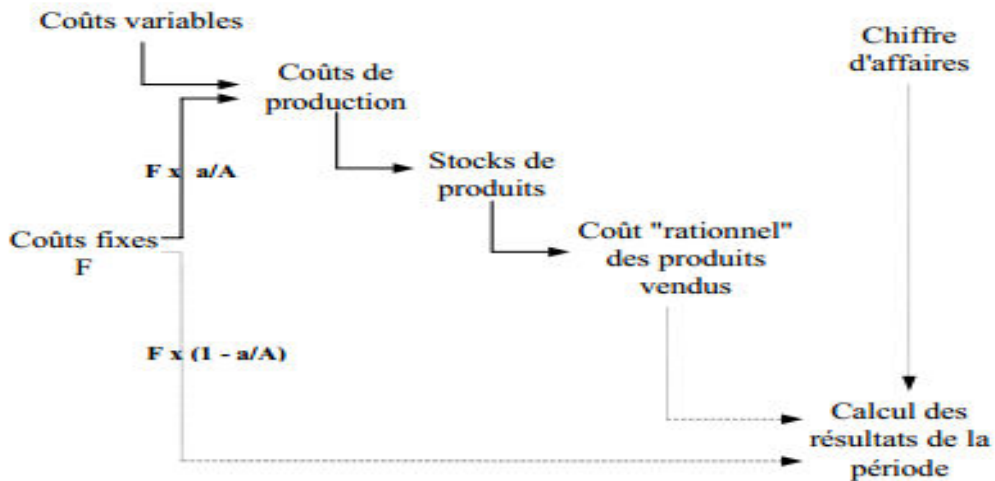 Coûts variables
Chiffre
d'affaires
Coûts de
production
F x a/A
Stocks de
produits
Coûts fixes
F
Coût "rationnel"
des produits
vendus
F x (1 - a/A)
Calcul des
résultats de la
période